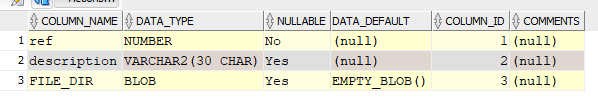 COLUMN_NAME DATA_TYPE NULLABLE DATA_DEFAULT COLUMN_ID COMMENTS
1 ref NUMBER No (null) 1 (null)
2 description VARCHAR2(30 CHAR) Yes (null) 2 (null)
3 FILE_DIR BLOB Yes EMPTY_BLOB() 3 (null)